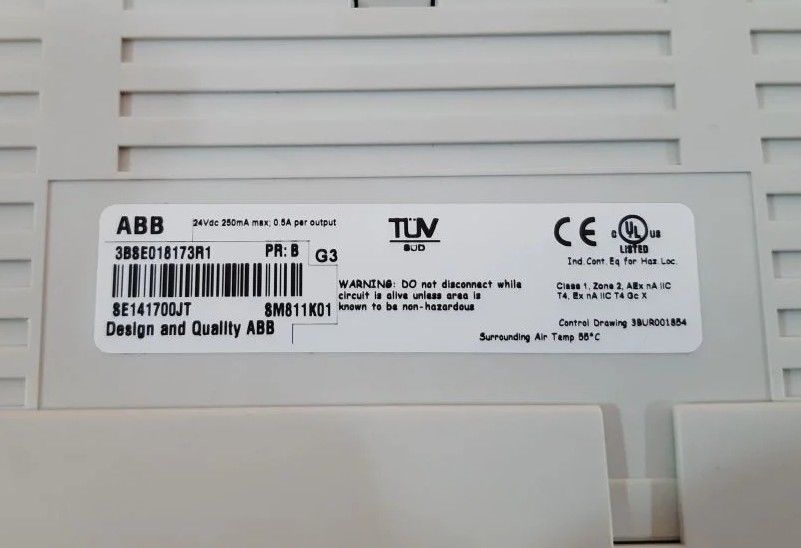 ABB
24Vdc 250mA max; 0.5A per output
3BSE018173R1 PR: B G3
SE141700JT SM811K01
Design and Quality ABB
TÜV
SÜD
WARNING: DO not disconnect while
circuit is alive unless area is
known to be non-hazardous
CE c UL US
LISTED
Ind. Cont. Eq for Haz. Loc.
Class 1, Zone 2, AEx nA IIC
T4, Ex nA IIC T4 Gc X
Control Drawing 3BUR001854
Surrounding Air Temp 55°C